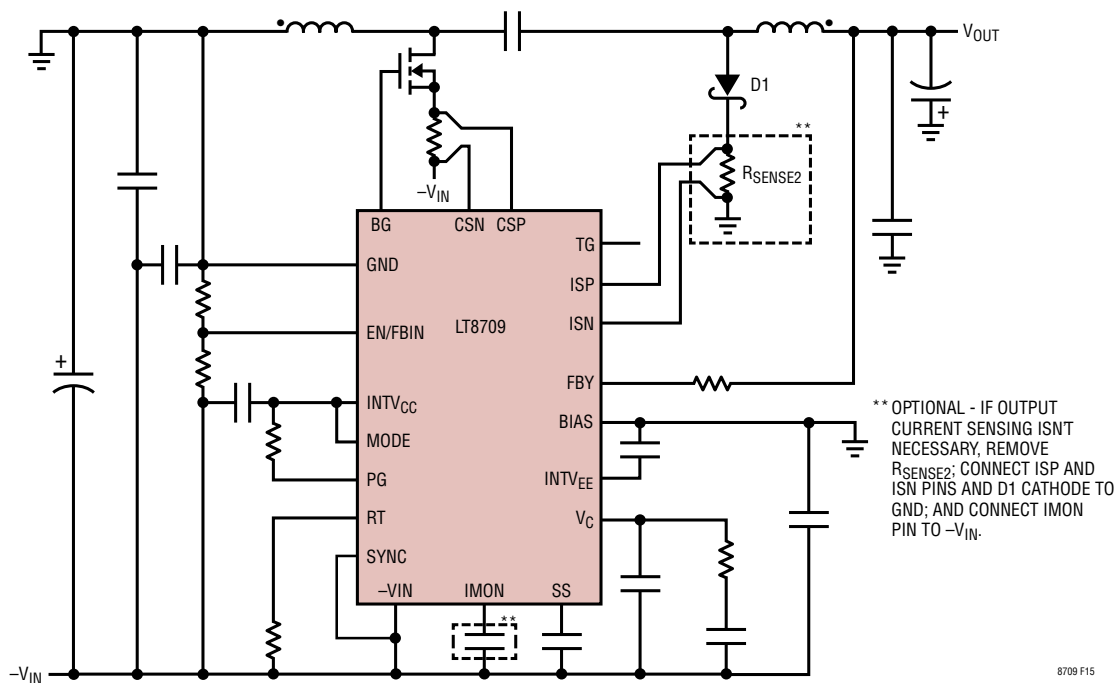 VOUT
D1
**
RSENSE2
–VIN
BG
CSN
CSP
TG
GND
ISP
EN/FBIN
LT8709
ISN
+
+
FBY
INTVCC
BIAS
MODE
PG
INTVEE
RT
VC
SYNC
–VIN
IMON
SS
**
–VIN
** OPTIONAL - IF OUTPUT
CURRENT SENSING ISN'T
NECESSARY, REMOVE
RSENSE2; CONNECT ISP AND
ISN PINS AND D1 CATHODE TO
GND; AND CONNECT IMON
PIN TO –VIN.
8709 F15